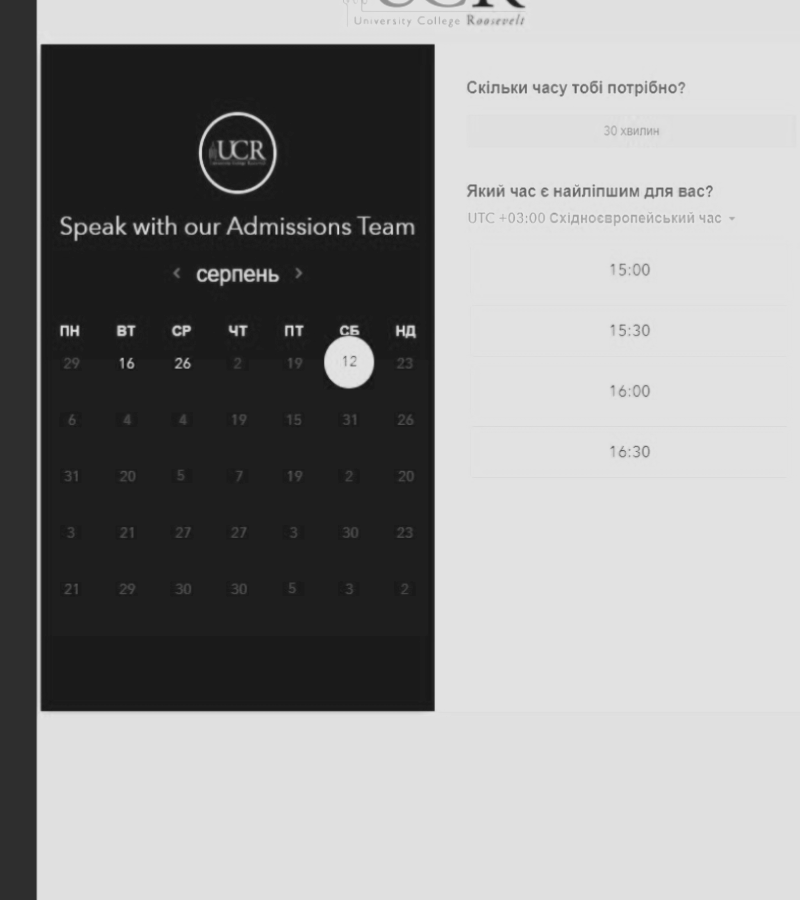 UCR
University College Roosevelt
UCR
Speak with our Admissions Team
серпень
ПН ВТ СР ЧТ ПТ СБ НД
29 16 26 2 19 12 23
6 4 4 19 15 31 26
31 20 5 7 19 2 20
3 21 27 27 3 30 23
21 29 30 30 5 3 2
Скільки часу тобі потрібно?
30 хвилин
Який час є найліпшим для вас?
UTC +03:00 Східноєвропейський час
15:00
15:30
16:00
16:30